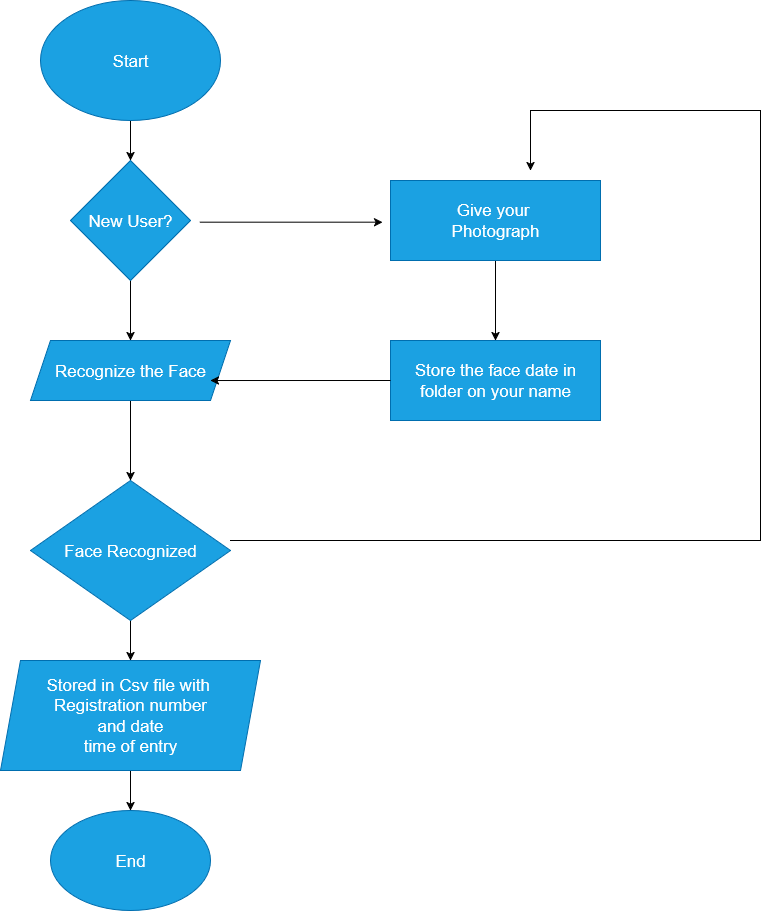 Start
New User?
Give your
Photograph
Recognize the Face
Store the face date in
folder on your name
Face Recognized
Stored in Csv file with
Registration number
and date
time of entry
End